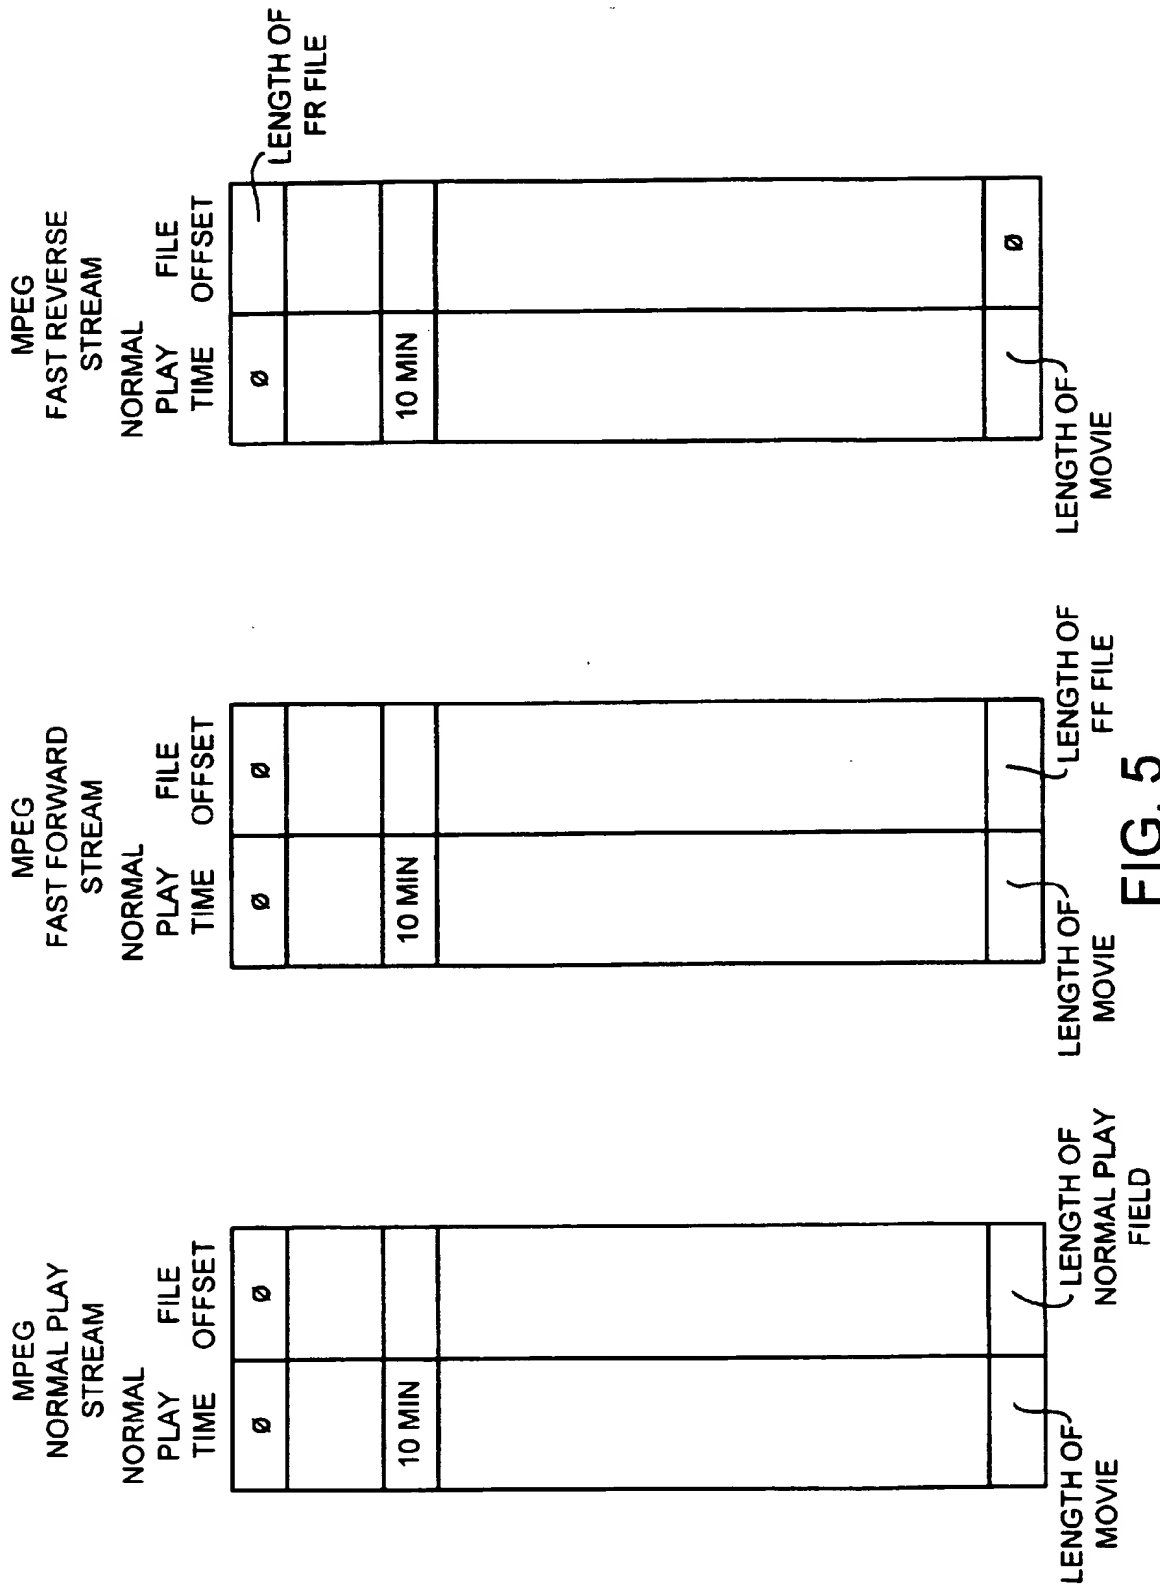 MPEG
NORMAL PLAY
STREAM
NORMAL
PLAY
TIME
FILE
OFFSET
Ø
Ø
10 MIN
LENGTH OF
MOVIE
LENGTH OF
NORMAL PLAY
FIELD
MPEG
FAST FORWARD
STREAM
NORMAL
PLAY
TIME
FILE
OFFSET
Ø
Ø
10 MIN
LENGTH OF
MOVIE
LENGTH OF
FF FILE
MPEG
FAST REVERSE
STREAM
NORMAL
PLAY
TIME
FILE
OFFSET
Ø
LENGTH OF
FR FILE
10 MIN
Ø
LENGTH OF
MOVIE
FIG. 5